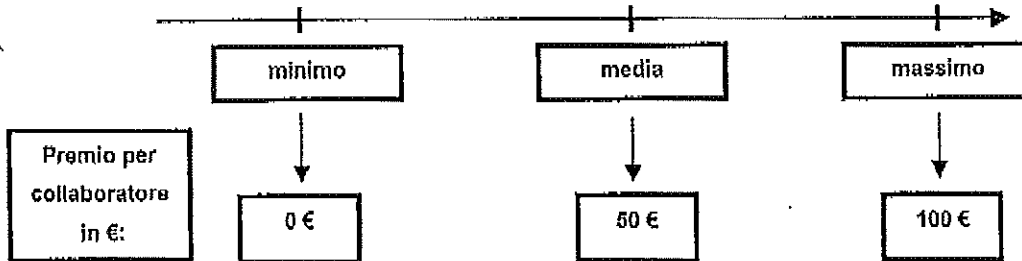 minimo
media
massimo
Premio per
collaboratore
in €:
0 €
50 €
100 €